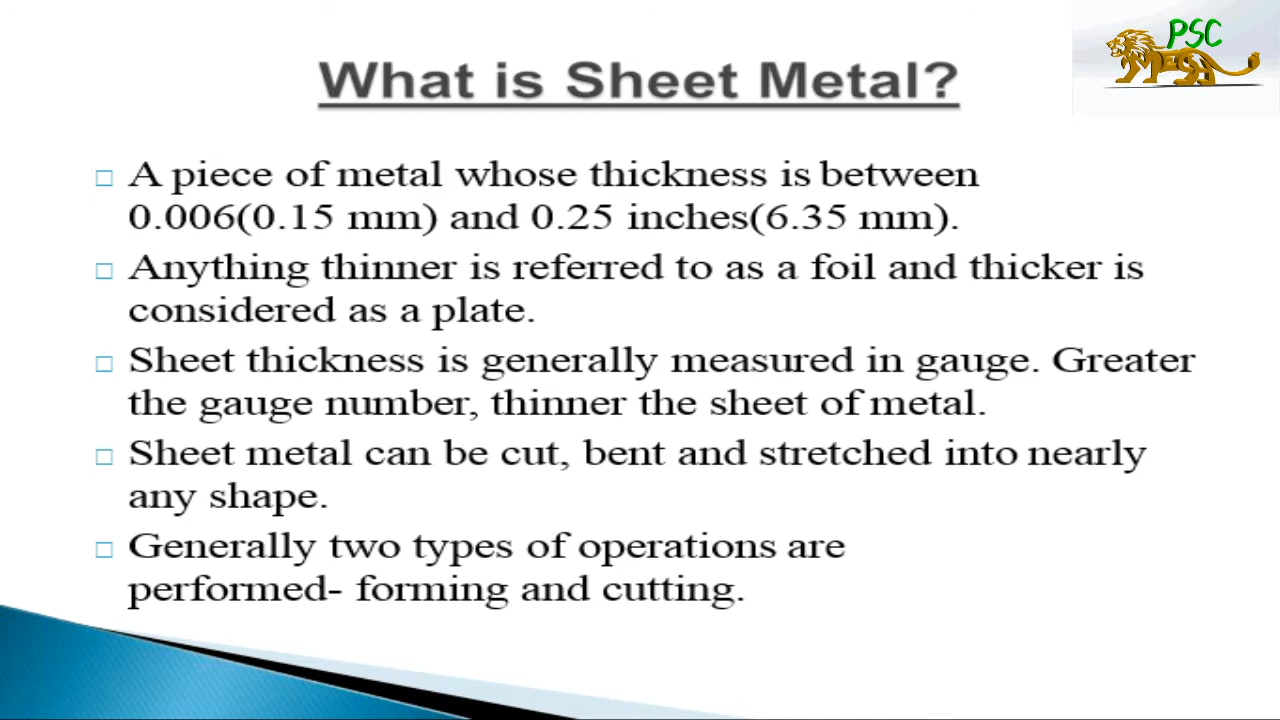 PSC
What is Sheet Metal?
A piece of metal whose thickness is between
0.006(0.15 mm) and 0.25 inches(6.35 mm).
Anything thinner is referred to as a foil and thicker is
considered as a plate.
Sheet thickness is generally measured in gauge. Greater
the gauge number, thinner the sheet of metal.
Sheet metal can be cut, bent and stretched into nearly
any shape.
Generally two types of operations are
performed- forming and cutting.